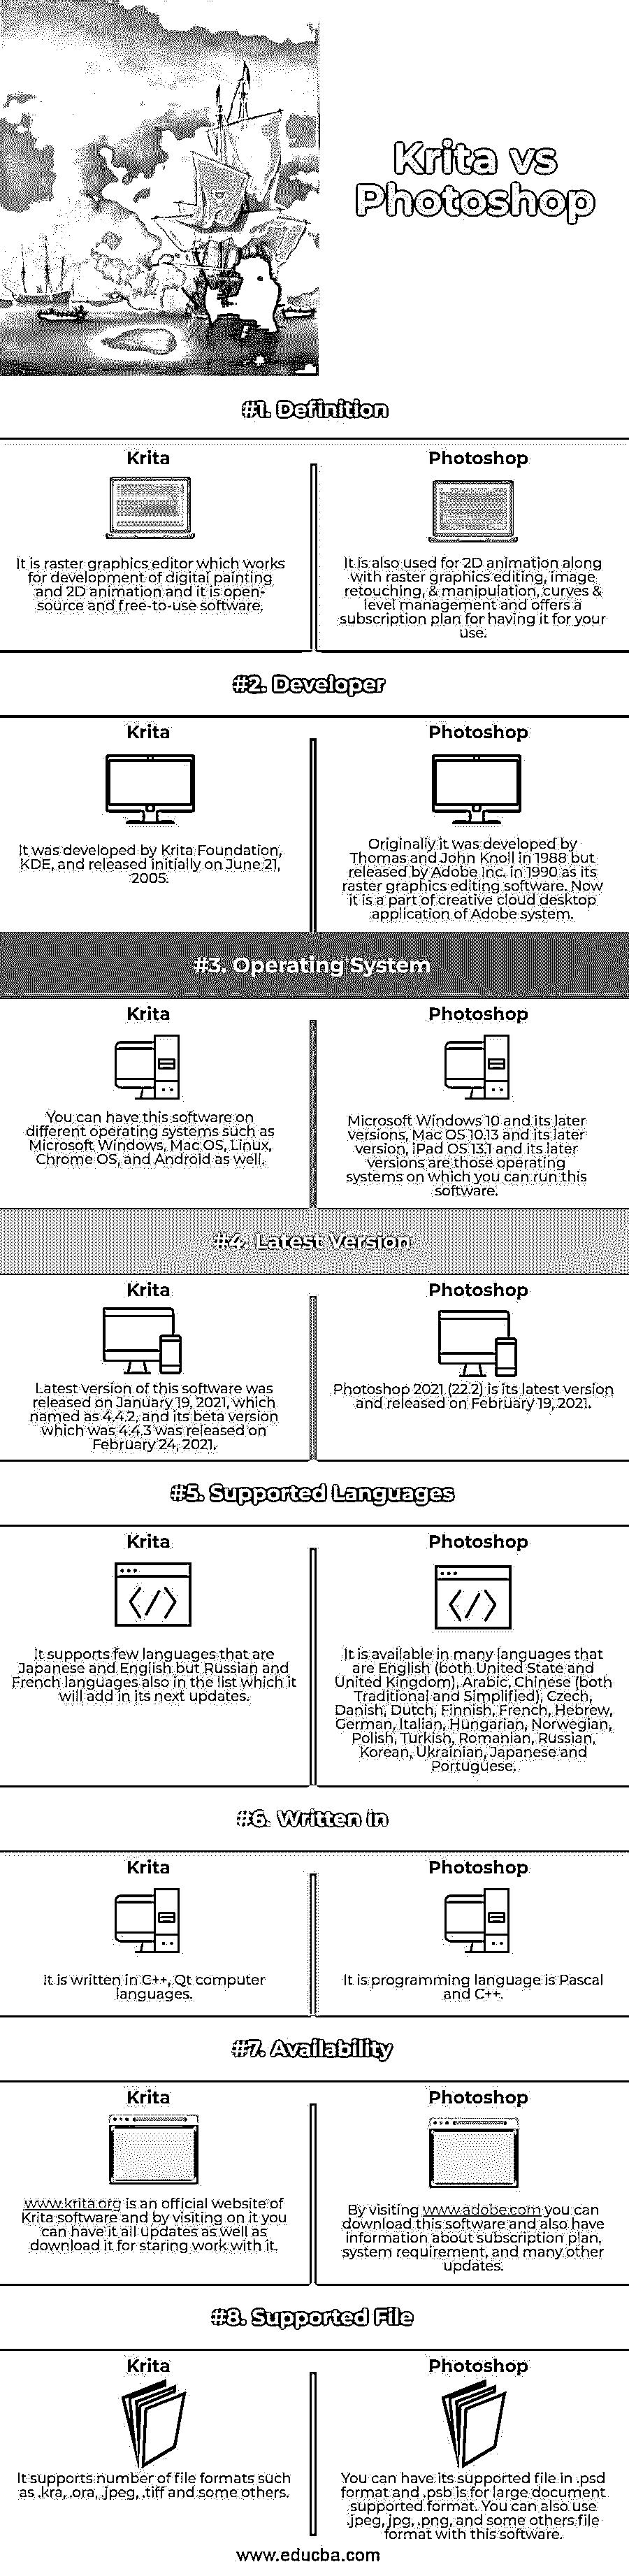 Krita vs
Photoshop
#1. Definition
Krita
It is raster graphics editor which works
for development of digital painting
and 2D animation and it is open-
source and free-to-use software.
Photoshop
It is also used for 2D animation along
with raster graphics editing, image
retouching, & manipulation, curves &
level management and offers a
subscription plan for having it for your
use.
#2. Developer
Krita
It was developed by Krita Foundation,
KDE, and released initially on June 21,
2005.
Photoshop
Originally it was developed by
Thomas and John Knoll in 1988 but
released by Adobe Inc. in 1990 as its
raster graphics editing software. Now
it is a part of creative cloud desktop
application of Adobe system.
#3. Operating System
Krita
You can have this software on
different operating systems such as
Microsoft Windows, Mac OS, Linux,
Chrome OS, and Android as well.
Photoshop
Microsoft Windows 10 and its later
versions, Mac OS 10.13 and its later
version, iPad OS 13.1 and its later
versions are those operating
systems on which you can run this
software.
#4. Latest Version
Krita
Latest version of this software was
released on January 19, 2021, which
named as 4.4.2, and its beta version
which was 4.4.3 was released on
February 24, 2021.
Photoshop
Photoshop 2021 (22.2) is its latest version
and released on February 19, 2021.
#5. Supported Languages
Krita
It supports few languages that are
Japanese and English but Russian and
French languages also in the list which it
will add in its next updates.
Photoshop
It is available in many languages that
are English (both United State and
United Kingdom), Arabic, Chinese (both
Traditional and Simplified), Czech,
Danish, Dutch, Finnish, French, Hebrew,
German, Italian, Hungarian, Norwegian,
Polish, Turkish, Romanian, Russian,
Korean, Ukrainian, Japanese and
Portuguese.
#6. Written in
Krita
It is written in C++, Qt computer
languages.
Photoshop
It is programming language is Pascal
and C++.
#7. Availability
Krita
www.krita.org is an official website of
Krita software and by visiting on it you
can have it all updates as well as
download it for staring work with it.
Photoshop
By visiting www.adobe.com you can
download this software and also have
information about subscription plan,
system requirement, and many other
updates.
#8. Supported File
Krita
It supports number of file formats such
as .kra, .ora, .jpeg, .tiff and some others.
Photoshop
You can have its supported file in .psd
format and .psb is for large document
supported format. You can also use
.jpeg, jpg, .png, and some others file
format with this software.
www.educba.com